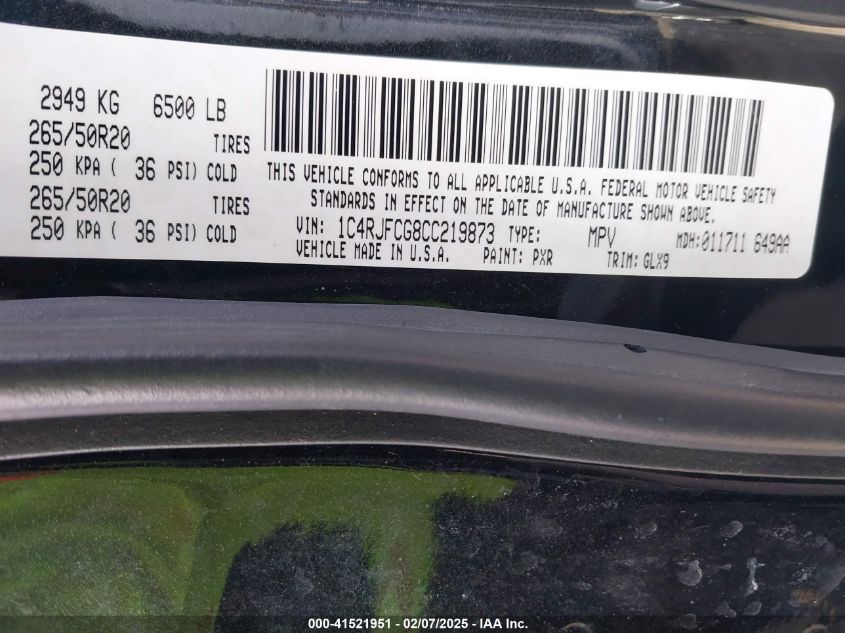 2949 KG 6500 LB
265/50R20 TIRES
250 KPA ( 36 PSI) COLD
265/50R20 TIRES
250 KPA ( 36 PSI) COLD
THIS VEHICLE CONFORMS TO ALL APPLICABLE U.S.A. FEDERAL MOTOR VEHICLE SAFETY
STANDARDS IN EFFECT ON THE DATE OF MANUFACTURE SHOWN ABOVE.
VIN: 1C4RJFCG8CC219873 TYPE: MPV MDH:011711 649AA
VEHICLE MADE IN U.S.A. PAINT: PXR TRIM: GLX9
000-41521951 - 02/07/2025 - IAA Inc.